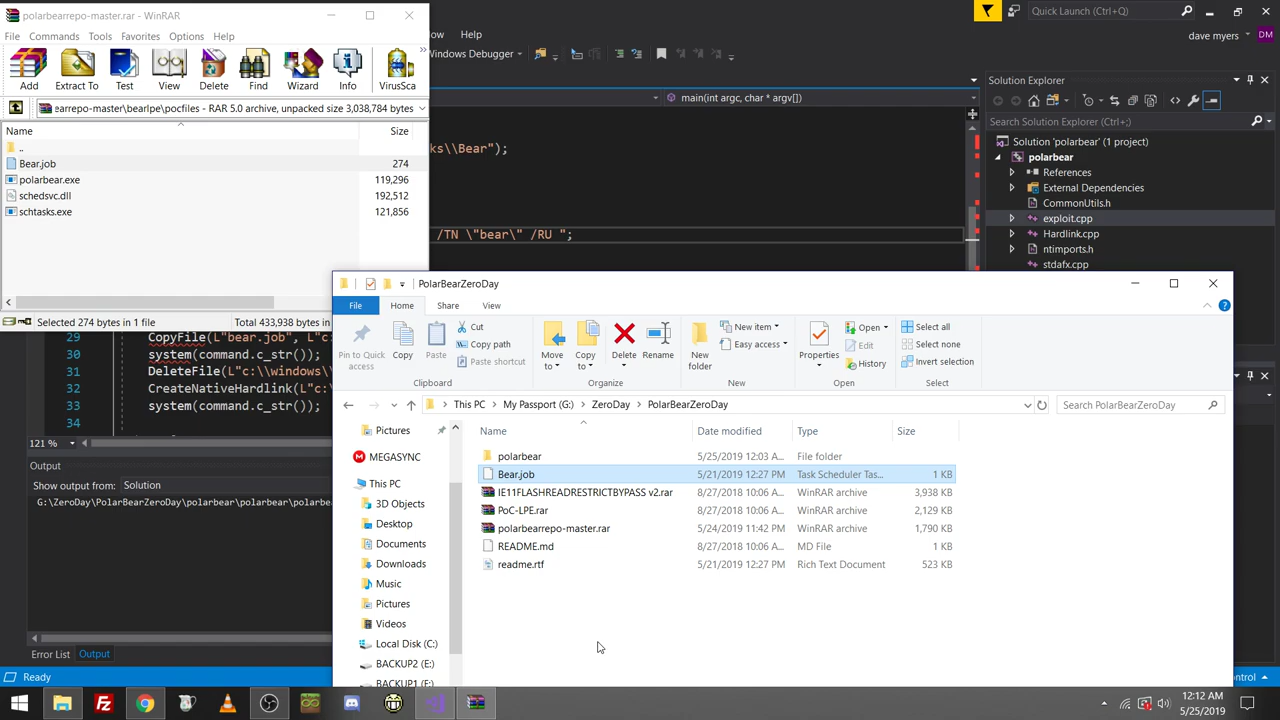 polarbearrepo-master.rar - WinRAR
File Commands Tools Favorites Options Help
Add Extract To Test View Delete Find Wizard Info VirusSca
earrepo-master\bearlpe\pocfiles - RAR 5.0 archive, unpacked size 3,038,784 bytes
Name Size
..
Bear.job 274
polarbear.exe 119,296
schedsvc.dll 192,512
schtasks.exe 121,856
Selected 274 bytes in 1 file Total 433,938 bytes in
ow Help
Windows Debugger
Quick Launch (Ctrl+Q)
dave myers
DM
main(int argc, char * argv[])
ks\\Bear");
/TN \"bear\" /RU ";
29 CopyFile(L"bear.job", L"c:
30 system(command.c_str());
31 DeleteFile(L"c:\\windows\
32 CreateNativeHardlink(L"c:
33 system(command.c_str());
34
121 %
Output
Show output from: Solution
G:\ZeroDay\PolarBearZeroDay\polarbear\polarbear\polarb
Error List Output
Ready
Solution Explorer
Search Solution Explorer (Ctrl+;)
Solution 'polarbear' (1 project)
polarbear
References
External Dependencies
CommonUtils.h
exploit.cpp
Hardlink.cpp
ntimports.h
stdafx.cpp
ontrol
PolarBearZeroDay
File Home Share View
Pin to Quick access
Copy
Paste
Cut
Copy path
Paste shortcut
Clipboard
Move to
Copy to
Delete
Rename
Organize
New folder
New item
Easy access
New
Properties
Open
Edit
History
Open
Select all
Select none
Invert selection
Select
This PC My Passport (G:) ZeroDay PolarBearZeroDay
Search PolarBearZeroDay
Pictures
MEGASYNC
This PC
3D Objects
Desktop
Documents
Downloads
Music
Pictures
Videos
Local Disk (C:)
BACKUP2 (E:)
BACKUP1 (F:)
Name Date modified Type Size
polarbear 5/25/2019 12:03 AM File folder
Bear.job 5/21/2019 12:27 PM Task Scheduler Tas... 1 KB
IE11FLASHREADRESTRICTBYPASS v2.rar 8/27/2018 10:06 A... WinRAR archive 3,938 KB
PoC-LPE.rar 8/27/2018 10:06 A... WinRAR archive 2,129 KB
polarbearrepo-master.rar 5/24/2019 11:42 PM WinRAR archive 1,790 KB
README.md 8/27/2018 10:06 A... MD File 1 KB
readme.rtf 5/21/2019 12:27 PM Rich Text Document 523 KB
12:12 AM
5/25/2019